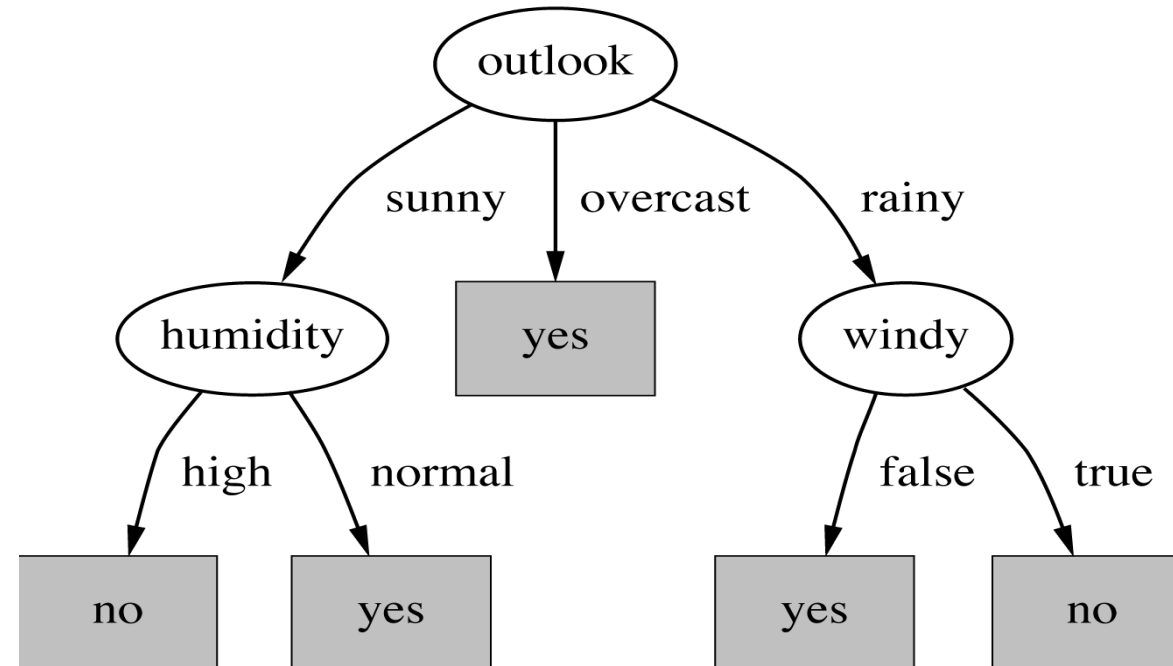 outlook
sunny overcast rainy
humidity yes windy
high normal false true
no yes yes no